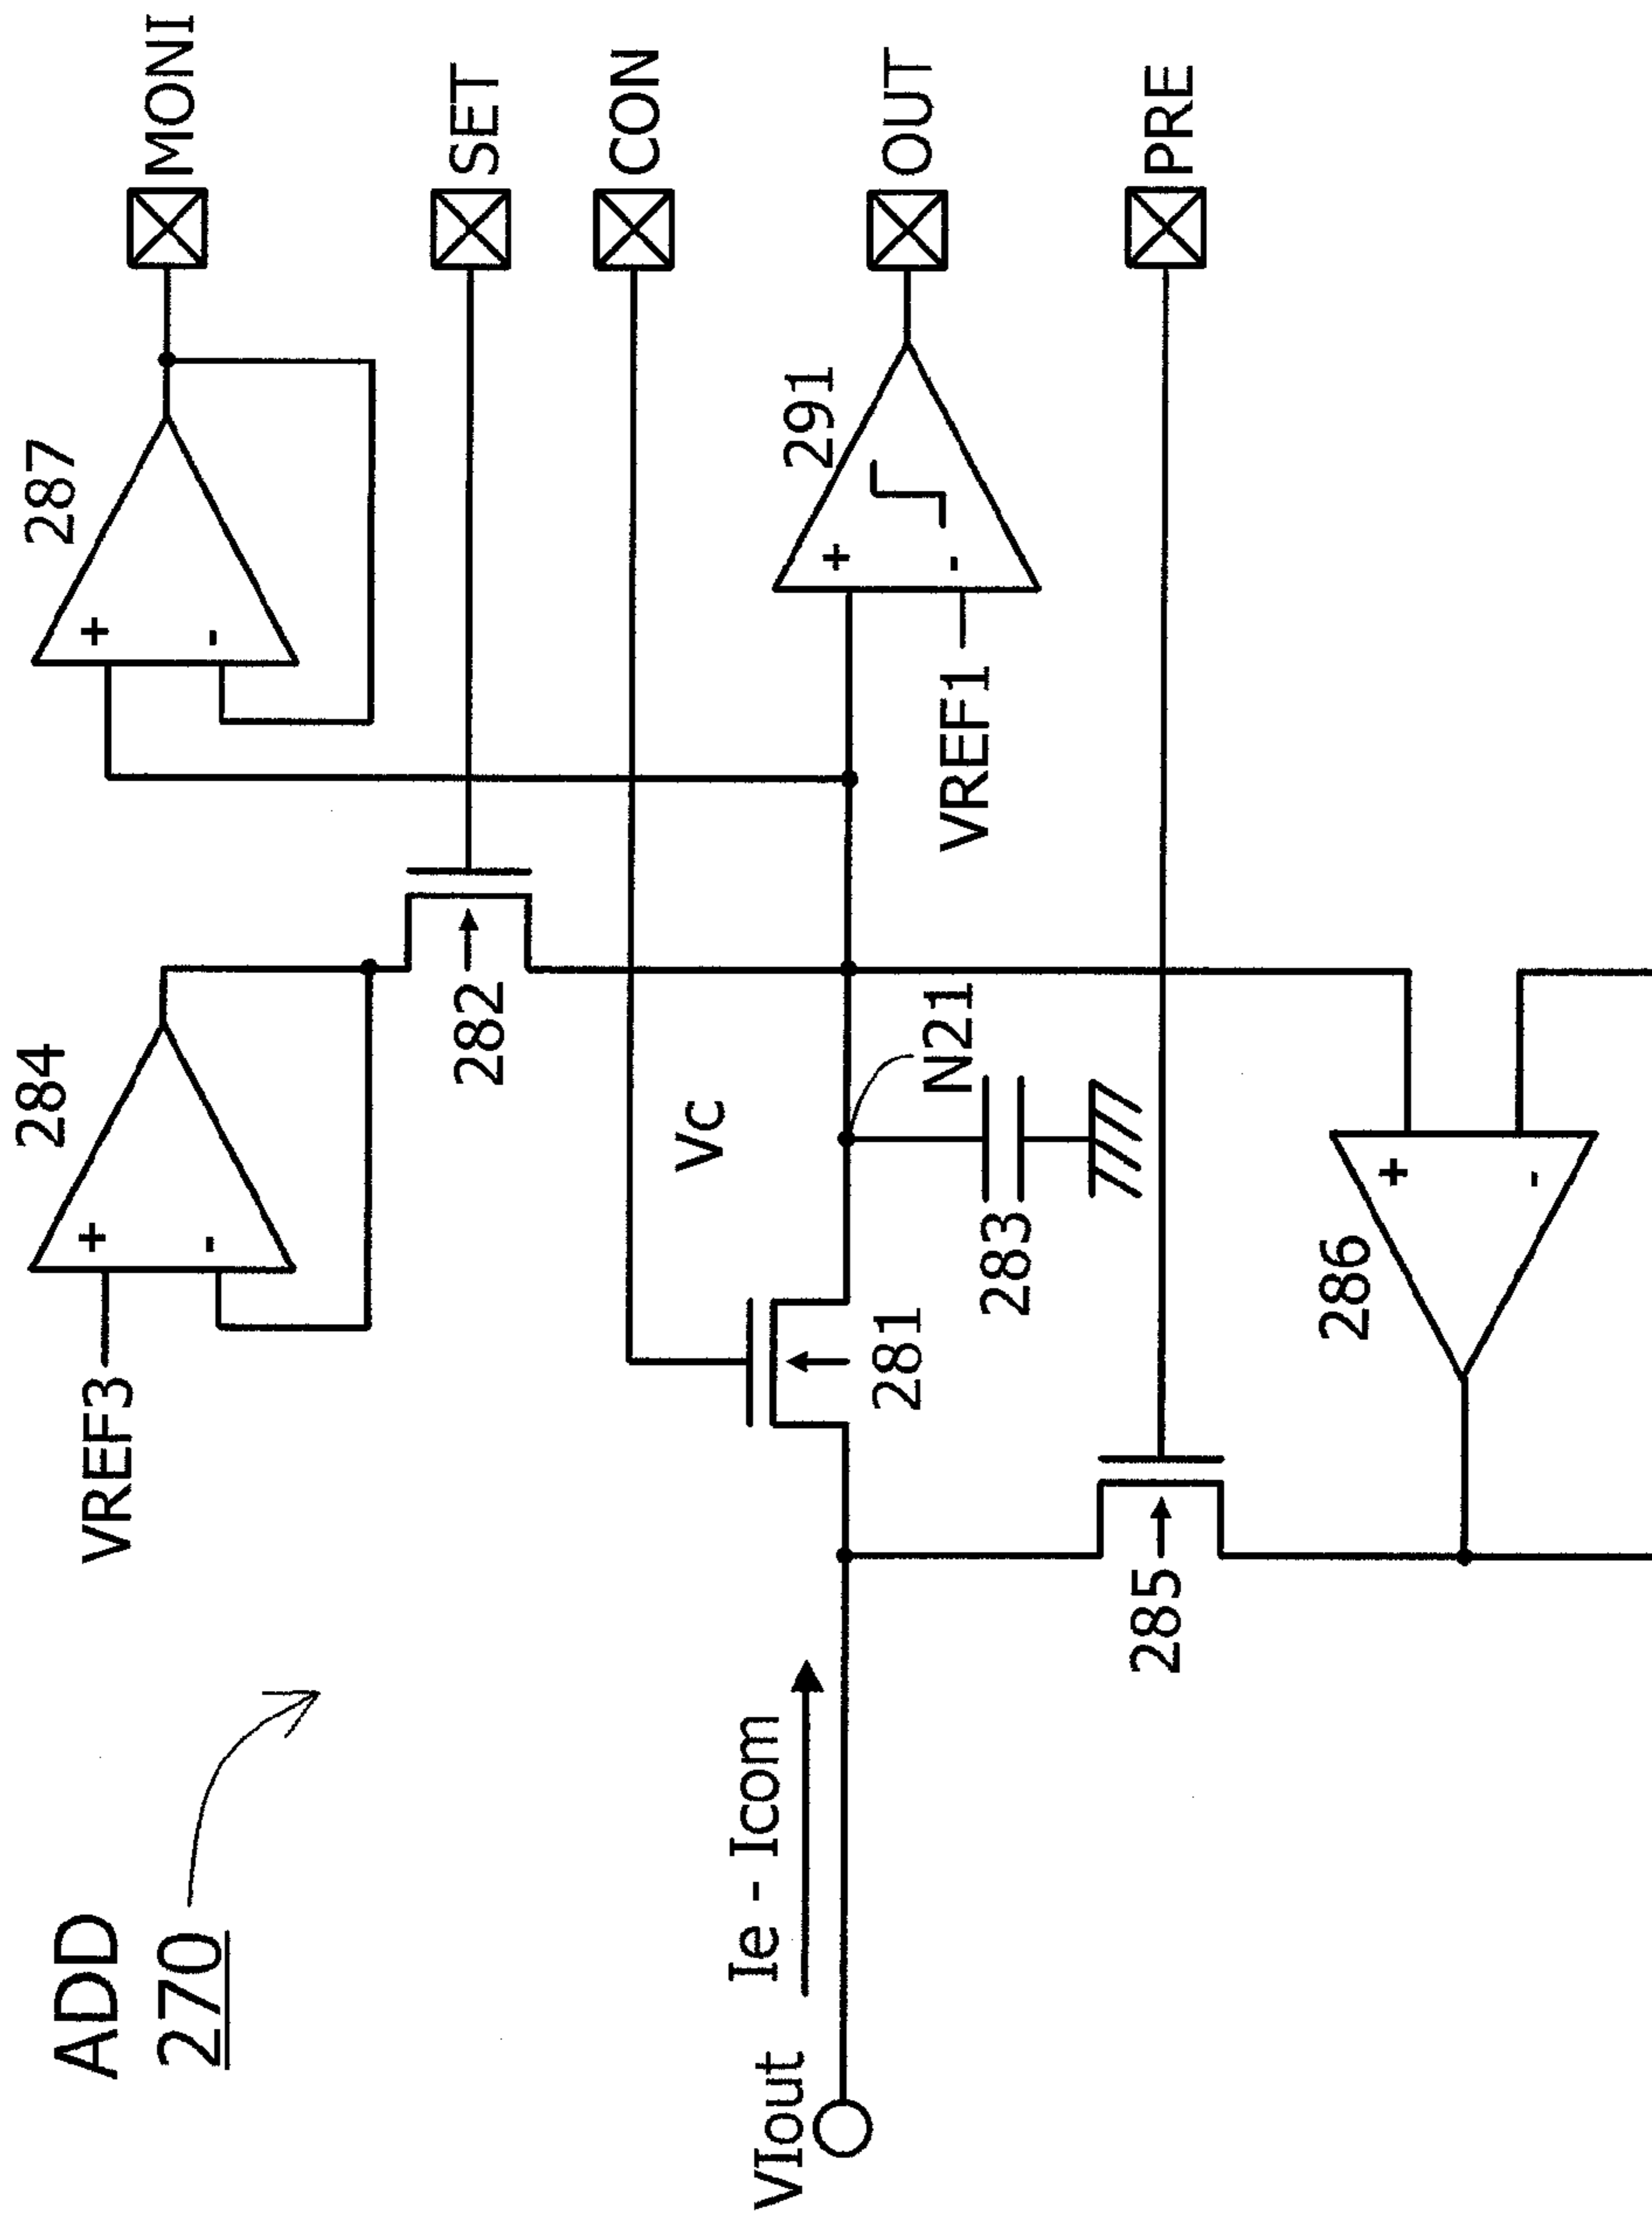 ADD
270
VREF3
+
-
284
+
-
287
MONI
282
SET
CON
Vc
VIout
Ie - Icom
281
N21
283
+
-
291
VREF1
OUT
285
PRE
286
+
-